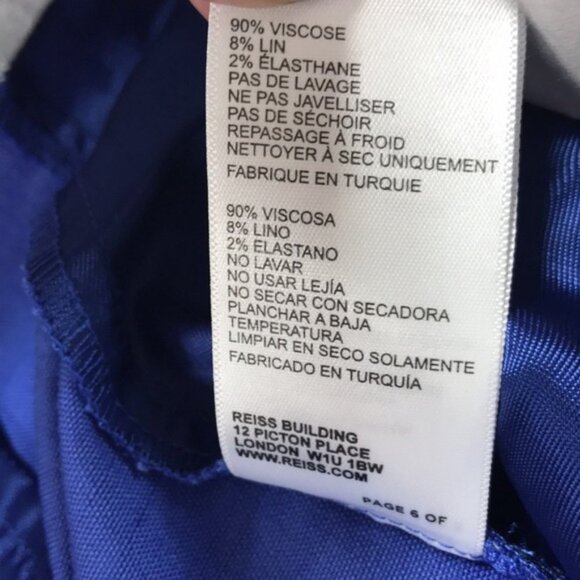 90% VISCOSE
8% LIN
2% ÉLASTHANE
PAS DE LAVAGE
NE PAS JAVELLISER
PAS DE SÉCHOIR
REPASSAGE À FROID
NETTOYER À SEC UNIQUEMENT
FABRIQUE EN TURQUIE
90% VISCOSA
8% LINO
2% ELASTANO
NO LAVAR
NO USAR LEJÍA
NO SECAR CON SECADORA
PLANCHAR A BAJA
TEMPERATURA
LIMPIAR EN SECO SOLAMENTE
FABRICADO EN TURQUÍA
REISS BUILDING
12 PICTON PLACE
LONDON W1U 1BW
WWW.REISS.COM
PAGE 6 OF